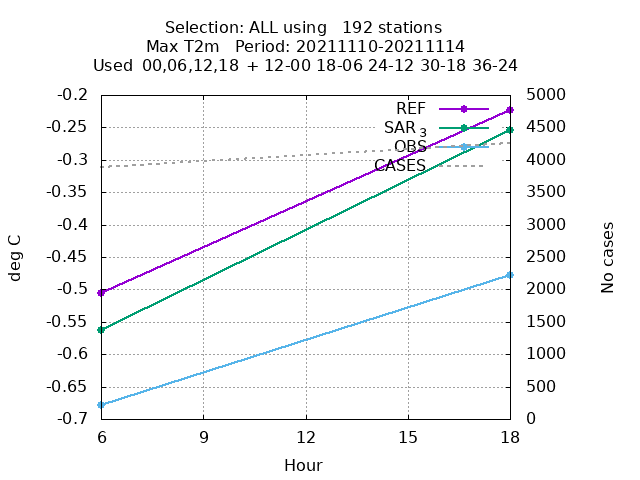 Selection: ALL using   192 stations
Max T2m   Period: 20211110-20211114
Used  00,06,12,18  + 12-00 18-06 24-12 30-18 36-24
-0.2
-0.25
-0.3
-0.35
-0.4
-0.45
-0.5
-0.55
-0.6
-0.65
-0.7
deg C
REF
SAR 3
OBS
CASES
5000
4500
4000
3500
3000
2500
2000
1500
1000
500
0
No cases
6 9 12 15 18
Hour